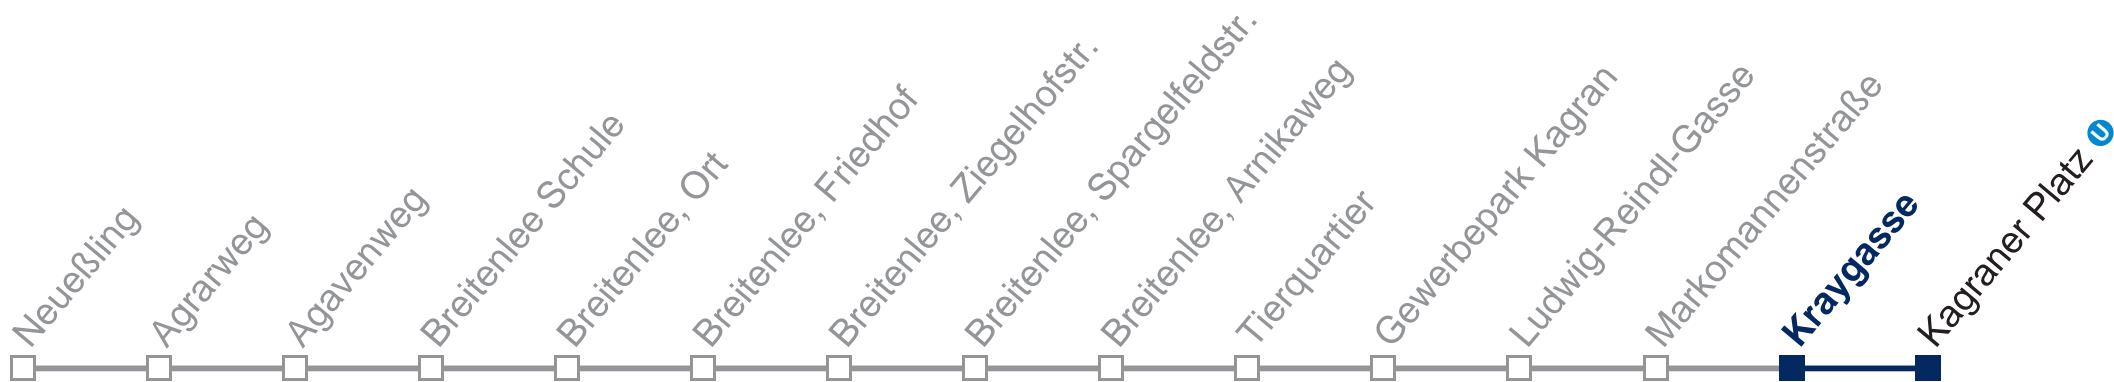 Neueßling
Agrarweg
Agavenweg
Breitenlee Schule
Breitenlee, Ort
Breitenlee, Friedhof
Breitenlee, Ziegelhofstr.
Breitenlee, Spargelfeldstr.
Breitenlee, Arnikaweg
Tierquartier
Gewerbepark Kagran
Ludwig-Reindl-Gasse
Markomannenstraße
Kraygasse
Kagraner Platz U